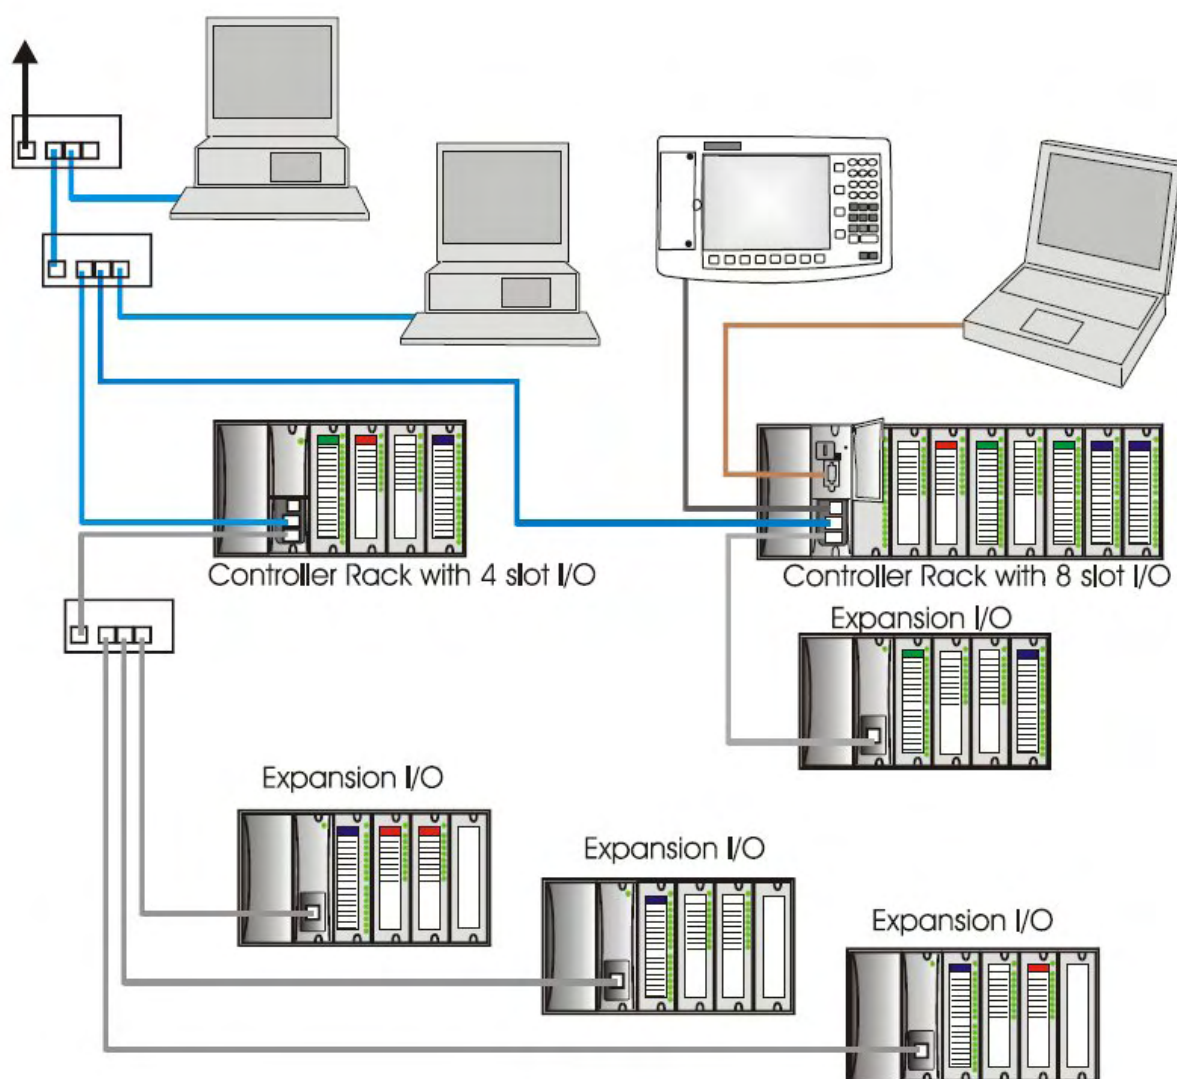 Controller Rack with 4 slot I/O
Controller Rack with 8 slot I/O
Expansion I/O
Expansion I/O
Expansion I/O
Expansion I/O